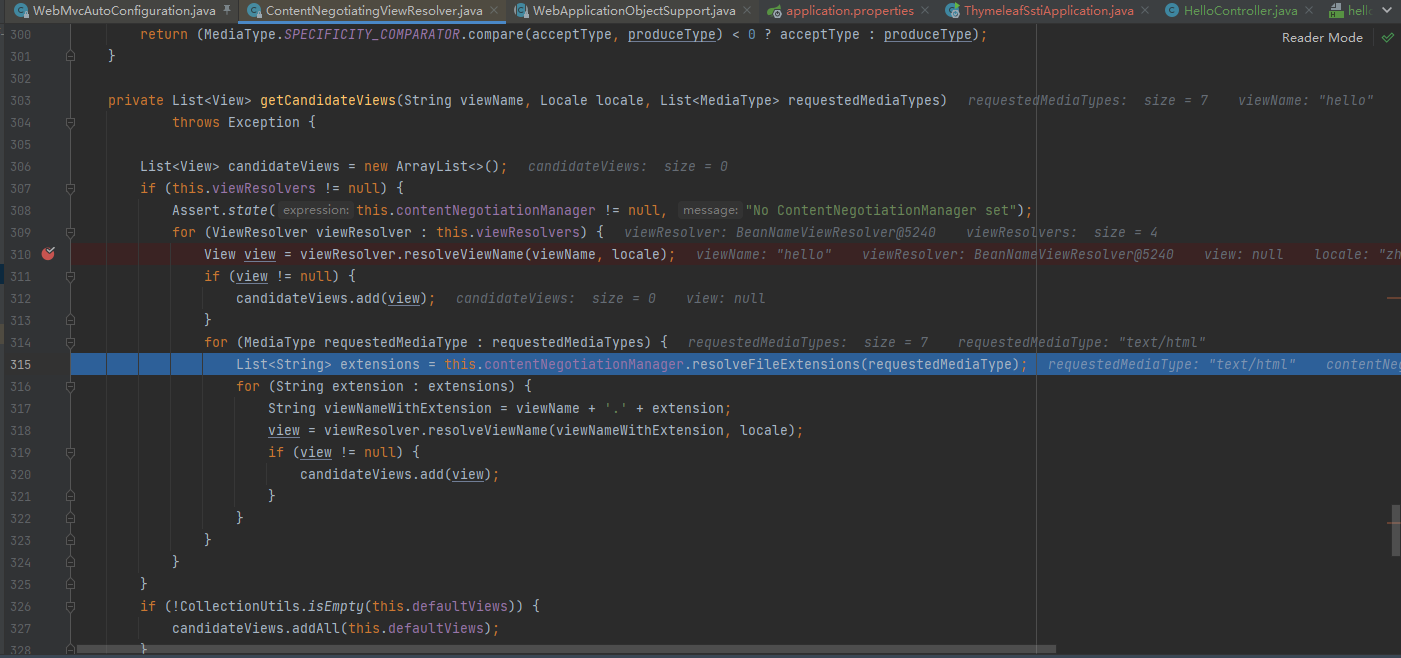 WebMvcAutoConfiguration.java ContentNegotiatingViewResolver.java WebApplicationObjectSupport.java application.properties ThymeleafSstiApplication.java HelloController.java hell
Reader Mode
300 return (MediaType.SPECIFICITY_COMPARATOR.compare(acceptType, produceType) < 0 ? acceptType : produceType);
301 }
302
303 private List<View> getCandidateViews(String viewName, Locale locale, List<MediaType> requestedMediaTypes) requestedMediaTypes: size = 7 viewName: "hello"
304 throws Exception {
305
306 List<View> candidateViews = new ArrayList<>(); candidateViews: size = 0
307 if (this.viewResolvers != null) {
308 Assert.state( expression: this.contentNegotiationManager != null, message: "No ContentNegotiationManager set");
309 for (ViewResolver viewResolver : this.viewResolvers) { viewResolver: BeanNameViewResolver@5240 viewResolvers: size = 4
310 View view = viewResolver.resolveViewName(viewName, locale); viewName: "hello" viewResolver: BeanNameViewResolver@5240 view: null locale: "zh
311 if (view != null) {
312 candidateViews.add(view); candidateViews: size = 0 view: null
313 }
314 for (MediaType requestedMediaType : requestedMediaTypes) { requestedMediaTypes: size = 7 requestedMediaType: "text/html"
315 List<String> extensions = this.contentNegotiationManager.resolveFileExtensions(requestedMediaType); requestedMediaType: "text/html" contentNeg
316 for (String extension : extensions) {
317 String viewNameWithExtension = viewName + '.' + extension;
318 view = viewResolver.resolveViewName(viewNameWithExtension, locale);
319 if (view != null) {
320 candidateViews.add(view);
321 }
322 }
323 }
324 }
325 }
326 if (!CollectionUtils.isEmpty(this.defaultViews)) {
327 candidateViews.addAll(this.defaultViews);
328 }